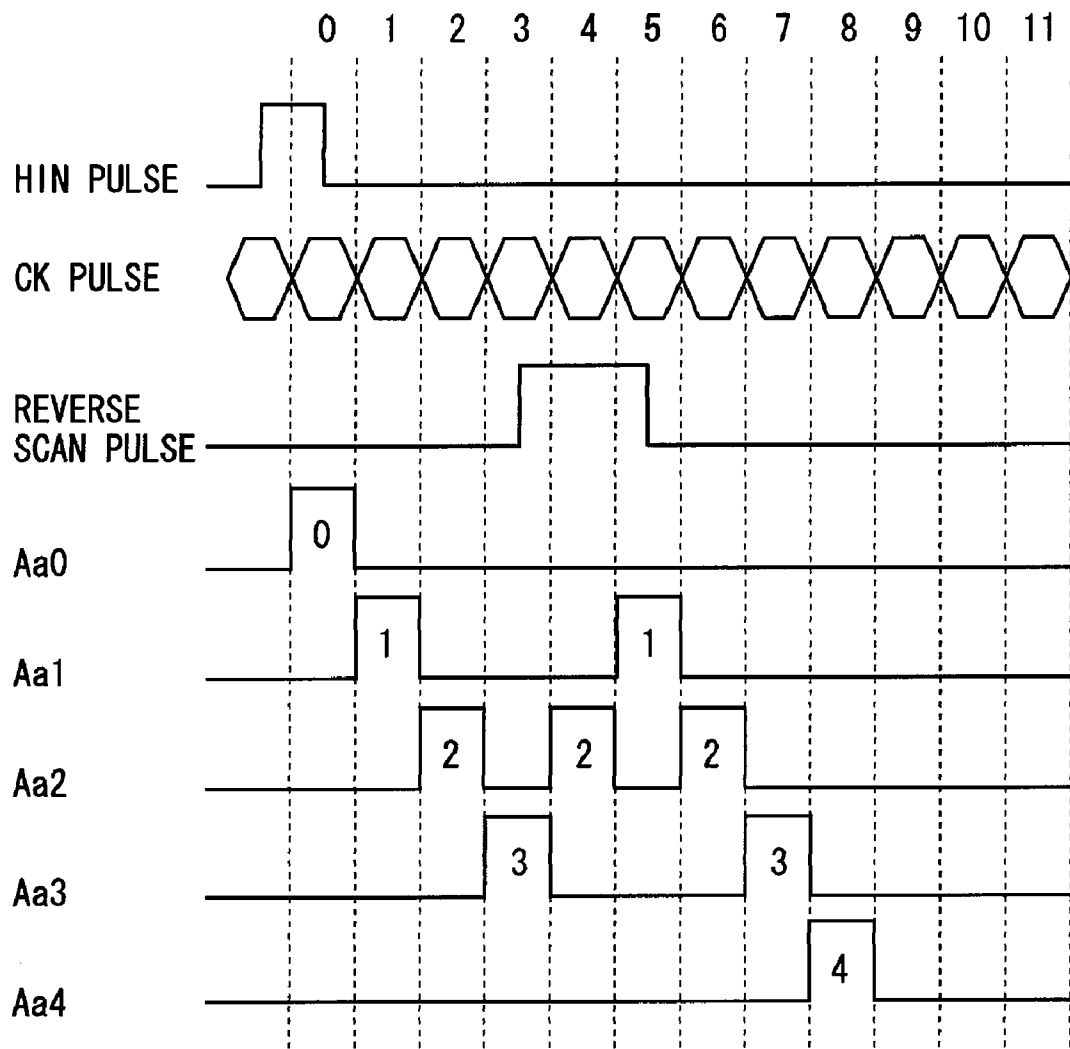 0 1 2 3 4 5 6 7 8 9 10 11
HIN PULSE
CK PULSE
REVERSE
SCAN PULSE
0
Aa0
1 1
Aa1
2 2 2
Aa2
3 3
Aa3
4
Aa4